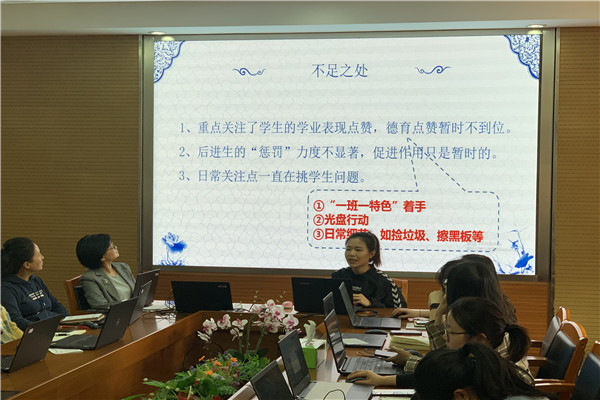 不足之处
1、重点关注了学生的学业表现点赞，德育点赞暂时不到位。
2、后进生的“惩罚”力度不显著，促进作用只是暂时的。
3、日常关注点一直在挑学生问题。
①“一班一特色”着手
②光盘行动
③日常细节，如捡垃圾、擦黑板等